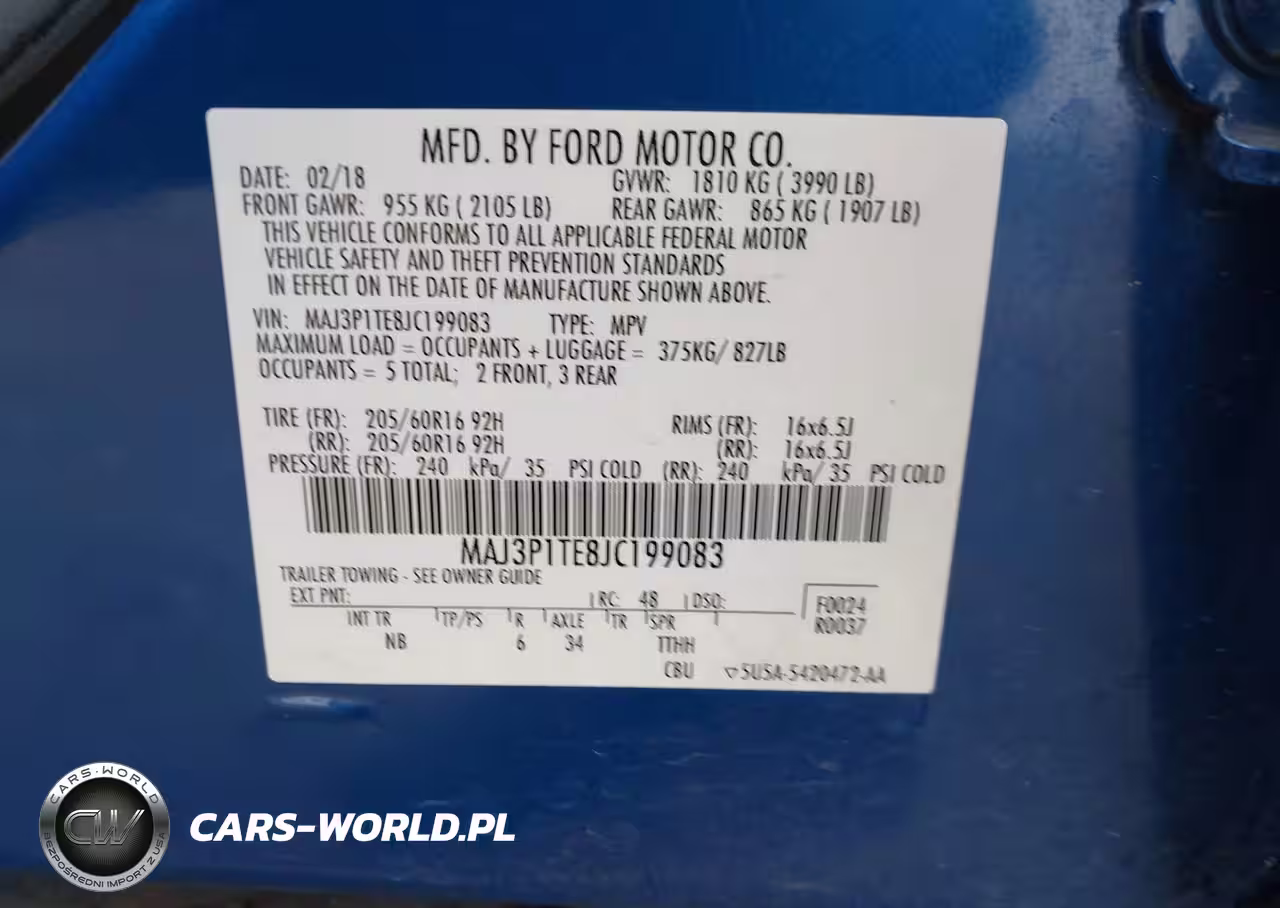 MFD. BY FORD MOTOR CO.
DATE: 02/18 GVWR: 1810 KG ( 3990 LB)
FRONT GAWR: 955 KG ( 2105 LB) REAR GAWR: 865 KG ( 1907 LB)
THIS VEHICLE CONFORMS TO ALL APPLICABLE FEDERAL MOTOR
VEHICLE SAFETY AND THEFT PREVENTION STANDARDS
IN EFFECT ON THE DATE OF MANUFACTURE SHOWN ABOVE.
VIN: MAJ3P1TE8JC199083 TYPE: MPV
MAXIMUM LOAD = OCCUPANTS + LUGGAGE = 375KG/ 827LB
OCCUPANTS = 5 TOTAL; 2 FRONT, 3 REAR
TIRE (FR): 205/60R16 92H RIMS (FR): 16x6.5J
(RR): 205/60R16 92H (RR): 16x6.5J
PRESSURE (FR): 240 kPa/ 35 PSI COLD (RR): 240 kPa/ 35 PSI COLD
MAJ3P1TE8JC199083
TRAILER TOWING - SEE OWNER GUIDE
EXT PNT: RC: 48 DSO: F0024
INT TR TP/PS R AXLE TR SPR R0037
NB 6 34 TTHH
CBU ▽5U5A-5420472-AA
CARS-WORLD
CW
BEZPOŚREDNI IMPORT Z USA
CARS-WORLD.PL